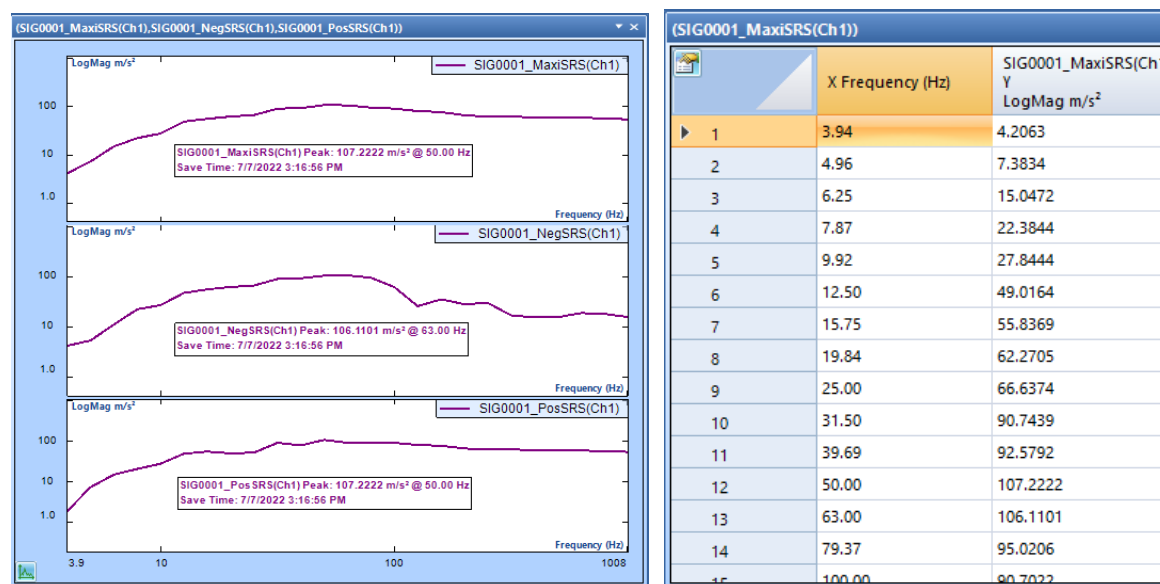 (SIG0001_MaxiSRS(Ch1),SIG0001_NegSRS(Ch1),SIG0001_PosSRS(Ch1))
LogMag m/s²
SIG0001_MaxiSRS(Ch1)
100
10
1.0
SIG0001_MaxiSRS(Ch1) Peak: 107.2222 m/s² @ 50.00 Hz
Save Time: 7/7/2022 3:16:56 PM
Frequency (Hz)
LogMag m/s²
SIG0001_NegSRS(Ch1)
100
10
1.0
SIG0001_NegSRS(Ch1) Peak: 106.1101 m/s² @ 63.00 Hz
Save Time: 7/7/2022 3:16:56 PM
Frequency (Hz)
LogMag m/s²
SIG0001_PosSRS(Ch1)
100
10
1.0
SIG0001_PosSRS(Ch1) Peak: 107.2222 m/s² @ 50.00 Hz
Save Time: 7/7/2022 3:16:56 PM
Frequency (Hz)
3.9 10 100 1008
(SIG0001_MaxiSRS(Ch1))
X Frequency (Hz)
SIG0001_MaxiSRS(Ch1
Y
LogMag m/s²
1 3.94 4.2063
2 4.96 7.3834
3 6.25 15.0472
4 7.87 22.3844
5 9.92 27.8444
6 12.50 49.0164
7 15.75 55.8369
8 19.84 62.2705
9 25.00 66.6374
10 31.50 90.7439
11 39.69 92.5792
12 50.00 107.2222
13 63.00 106.1101
14 79.37 95.0206
15 100.00 90.7022